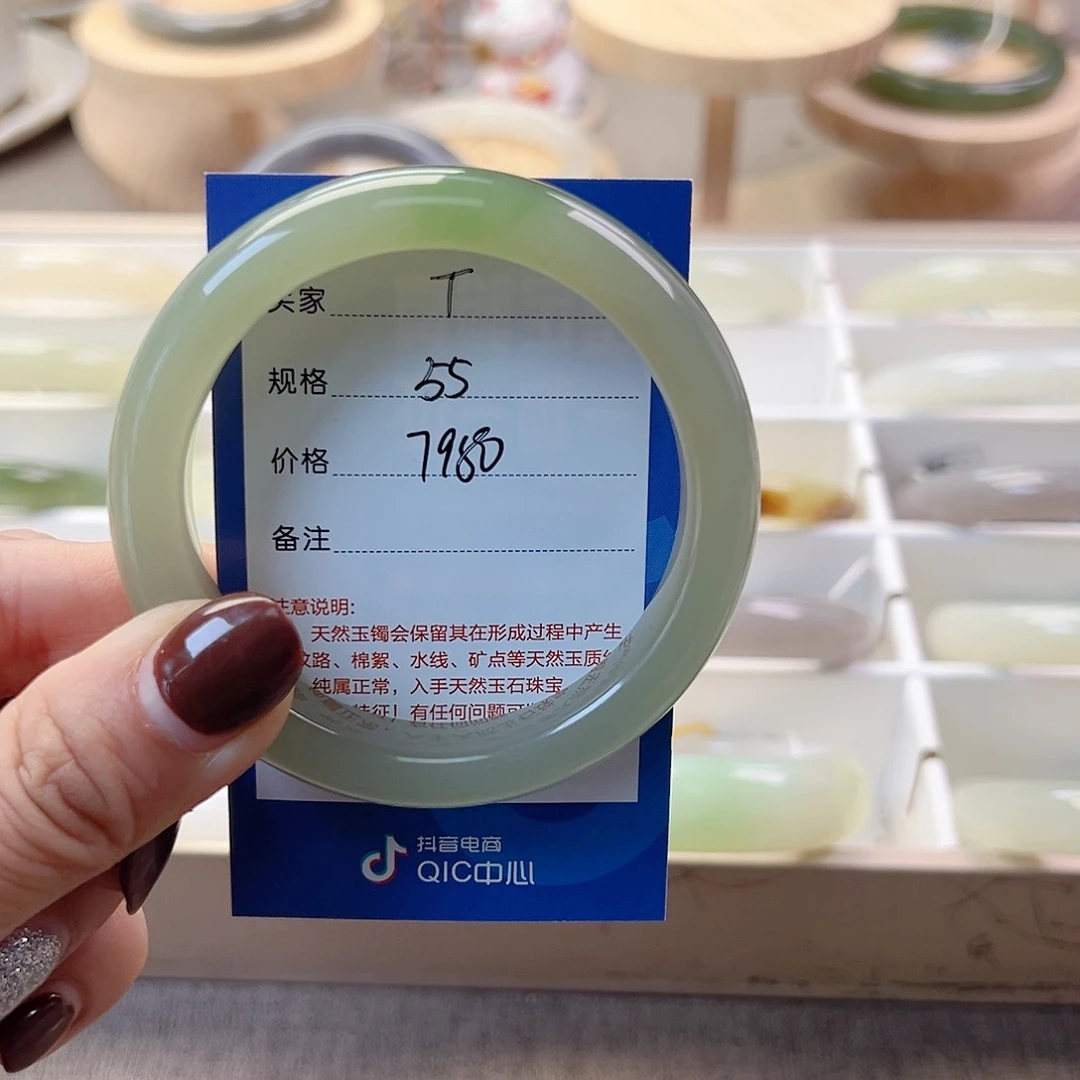 买家 T
规格 55
价格 7980
备注
注意说明:
天然玉镯会保留其在形成过程中产生
纹路、棉絮、水线、矿点等天然玉质
纯属正常，入手天然玉石珠宝
特征！有任何问题可
抖音电商
QIC中心